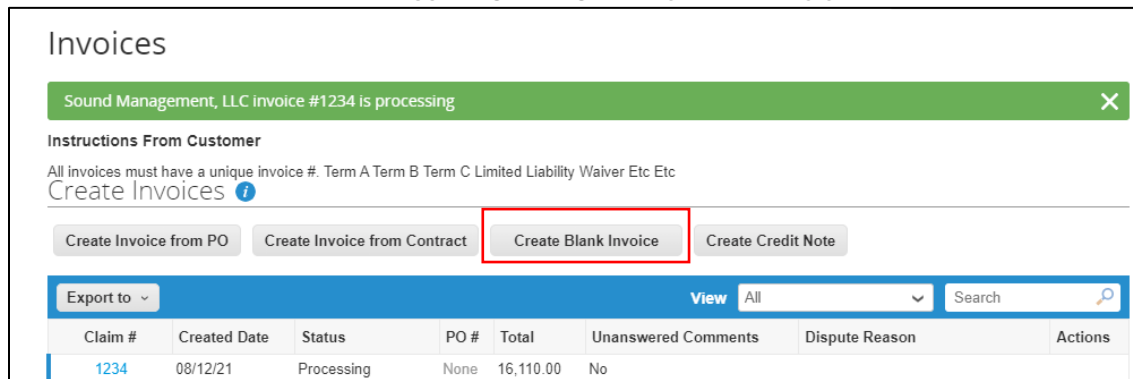 Invoices
Sound Management, LLC invoice #1234 is processing
Instructions From Customer
All invoices must have a unique invoice #. Term A Term B Term C Limited Liability Waiver Etc Etc
Create Invoices
Create Invoice from PO Create Invoice from Contract Create Blank Invoice Create Credit Note
Export to View All Search
Claim # Created Date Status PO # Total Unanswered Comments Dispute Reason Actions
1234 08/12/21 Processing None 16,110.00 No